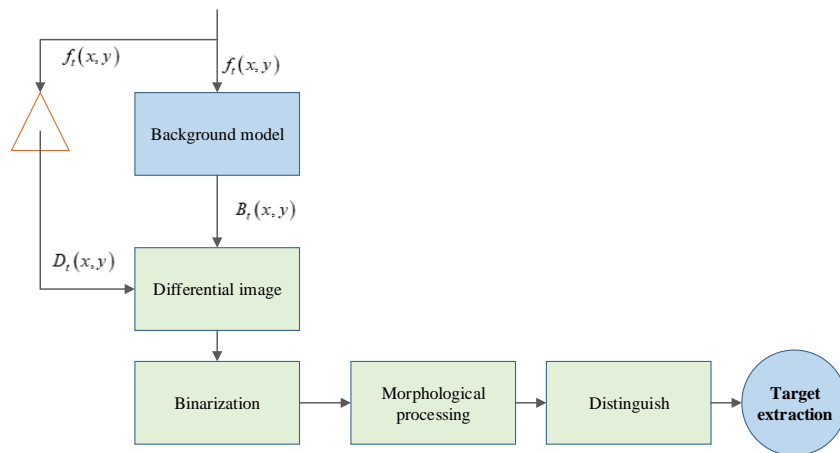 f_t(x, y)
f_t(x, y)
Background model
B_t(x, y)
D_t(x, y)
Differential image
Binarization
Morphological
processing
Distinguish
Target
extraction